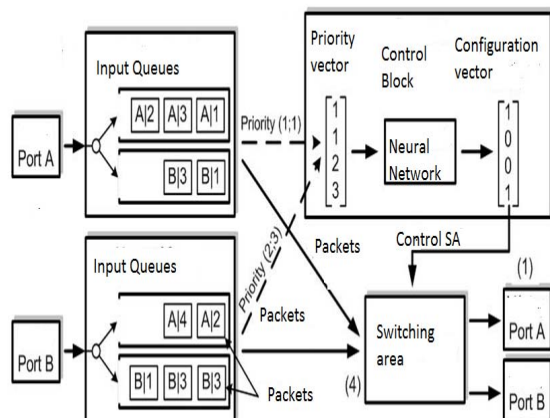 Input Queues
A|2 A|3 A|1
B|3 B|1
Port A
Priority (1;1)
Priority vector
Control Block
Configuration vector
1
1
2
3
Neural Network
1
0
0
1
Input Queues
A|4 A|2
B|1 B|3 B|3
Port B
Priority (2;3)
Packets
Packets
Packets
Control SA
Switching area
(4)
(1)
Port A
Port B